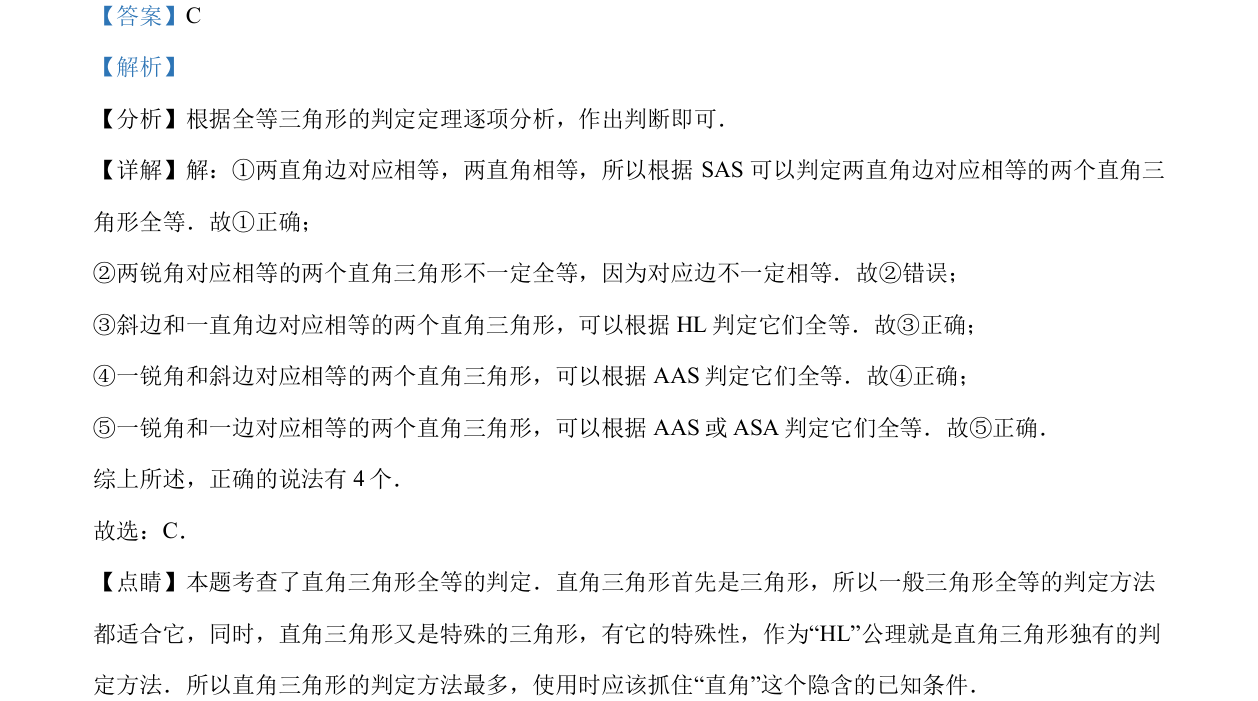 【答案】C
【解析】
【分析】根据全等三角形的判定定理逐项分析，作出判断即可．
【详解】解：①两直角边对应相等，两直角相等，所以根据 SAS 可以判定两直角边对应相等的两个直角三
角形全等．故①正确；
②两锐角对应相等的两个直角三角形不一定全等，因为对应边不一定相等．故②错误；
③斜边和一直角边对应相等的两个直角三角形，可以根据 HL 判定它们全等．故③正确；
④一锐角和斜边对应相等的两个直角三角形，可以根据 AAS 判定它们全等．故④正确；
⑤一锐角和一边对应相等的两个直角三角形，可以根据 AAS 或 ASA 判定它们全等．故⑤正确．
综上所述，正确的说法有 4 个．
故选：C．
【点睛】本题考查了直角三角形全等的判定．直角三角形首先是三角形，所以一般三角形全等的判定方法
都适合它，同时，直角三角形又是特殊的三角形，有它的特殊性，作为“HL”公理就是直角三角形独有的判
定方法．所以直角三角形的判定方法最多，使用时应该抓住“直角”这个隐含的已知条件．